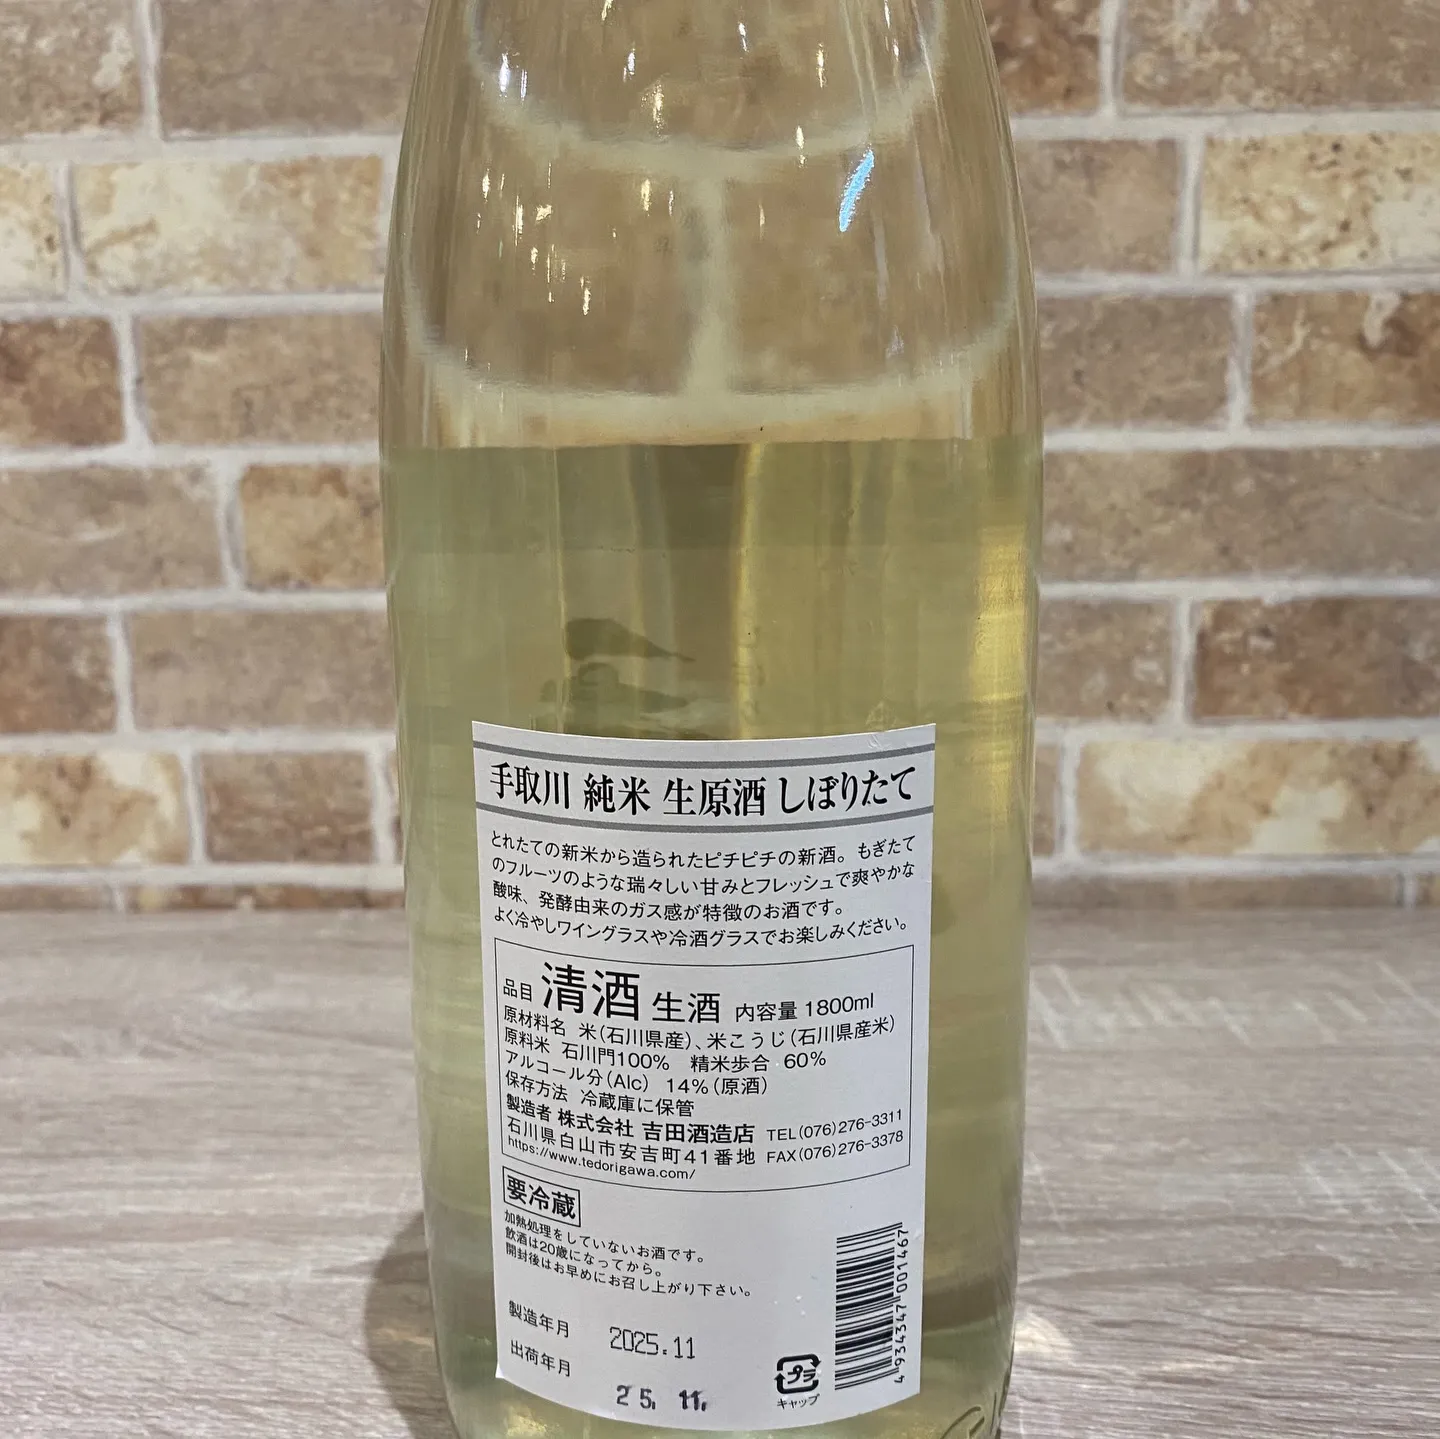 手取川 純米 生原酒 しぼりたて
とれたての新米から造られたピチピチの新酒。もぎたて
のフルーツのような瑞々しい甘みとフレッシュで爽やかな
酸味、発酵由来のガス感が特徴のお酒です。
よく冷やしワイングラスや冷酒グラスでお楽しみください。
品目 清酒 生酒 内容量 1800ml
原材料名 米(石川県産)、米こうじ(石川県産米)
原料米 石川門100% 精米歩合 60%
アルコール分(Alc) 14%(原酒)
保存方法 冷蔵庫に保管
製造者 株式会社 吉田酒造店 TEL(076)276-3311
石川県白山市安吉町41番地 FAX(076)276-3378
https://www.tedorigawa.com/
要冷蔵
加熱処理をしていないお酒です。
飲酒は20歳になってから。
開封後はお早めにお召し上がり下さい。
製造年月 2025.11
出荷年月 25. 11.
プラ
キャップ
4 934347 001467